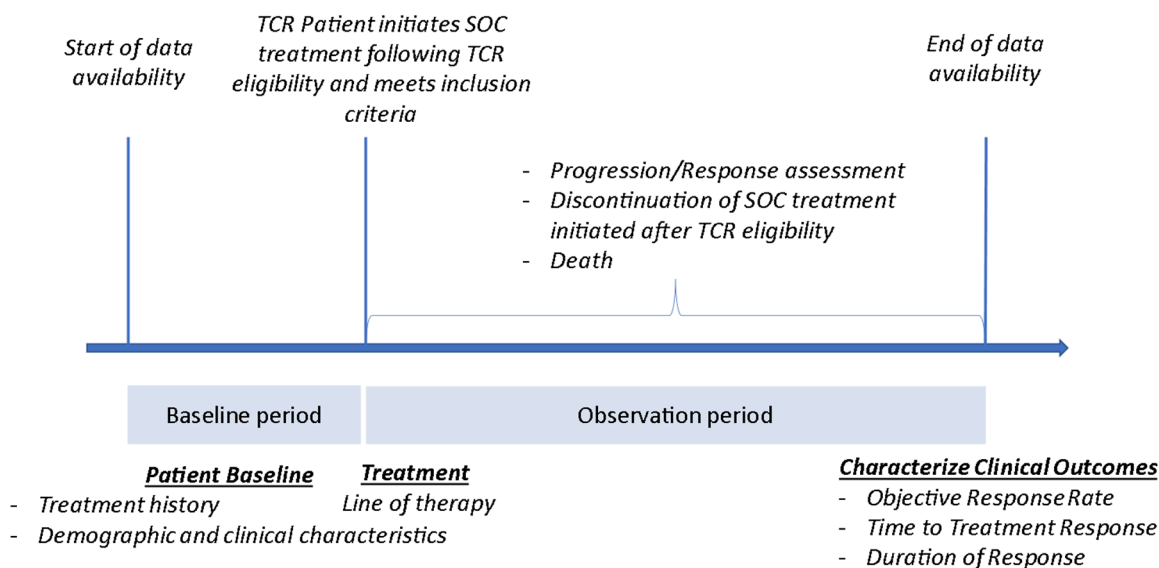 Start of data
availability
TCR Patient initiates SOC
treatment following TCR
eligibility and meets inclusion
criteria
End of data
availability
- Progression/Response assessment
- Discontinuation of SOC treatment
initiated after TCR eligibility
- Death
Baseline period
Observation period
Patient Baseline
- Treatment history
- Demographic and clinical characteristics
Treatment
Line of therapy
Characterize Clinical Outcomes
- Objective Response Rate
- Time to Treatment Response
- Duration of Response